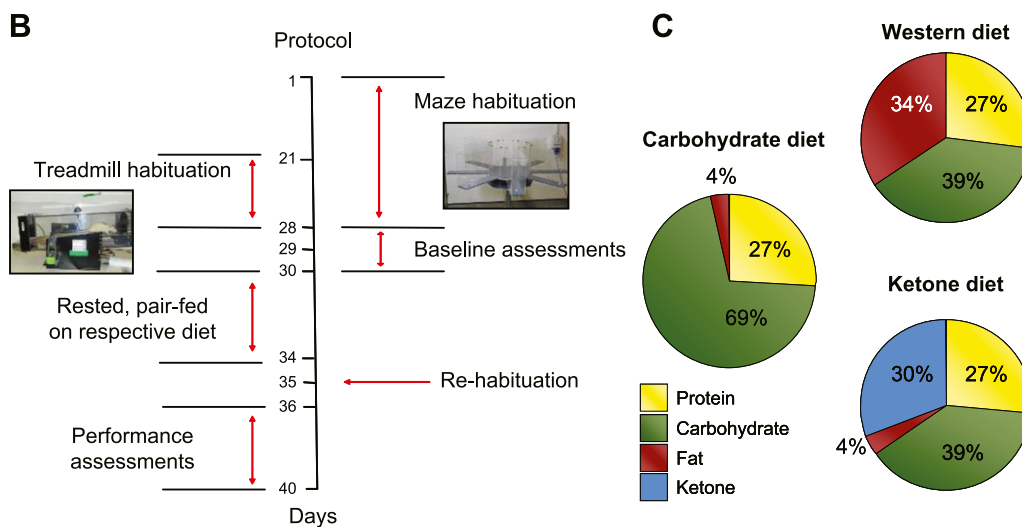 B
Protocol
1
Maze habituation
Treadmill habituation
21
28
29
Baseline assessments
30
Rested, pair-fed
on respective diet
34
35
Re-habituation
36
Performance
assessments
40
Days
C
Western diet
34%
27%
39%
Carbohydrate diet
4%
27%
69%
Ketone diet
30%
27%
4%
39%
Protein
Carbohydrate
Fat
Ketone